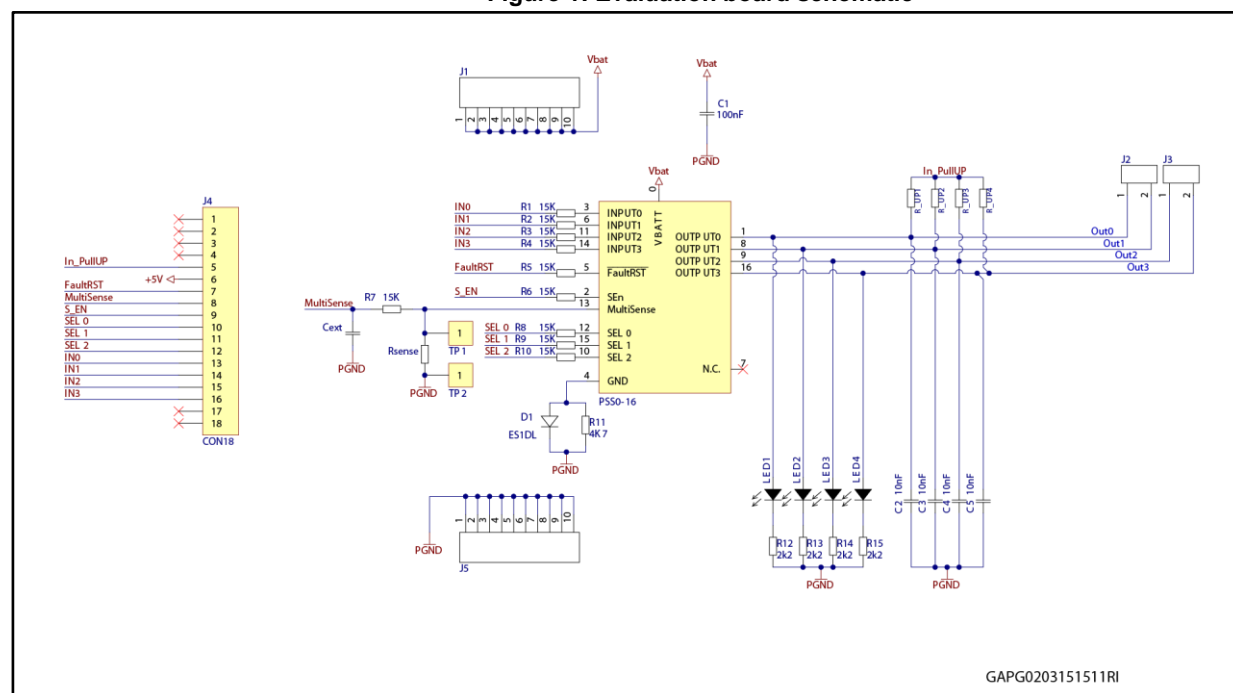 Figure 1. Evaluation board schematic
Vbat
Vbat
J1
1 2 3 4 5 6 7 8 9 10
C1
100nF
PGND
Vbat
0
J4
1
2
3
4
In_PullUP 5
+5V 6
FaultRST 7
MultiSense 8
S_EN 9
SEL 0 10
SEL 1 11
SEL 2 12
IN0 13
IN1 14
IN2 15
IN3 16
17
18
CON18
IN0 R1 15K 3 INPUT0
IN1 R2 15K 6 INPUT1
IN2 R3 15K 11 INPUT2
IN3 R4 15K 14 INPUT3
FaultRST R5 15K 5 FaultRST
S_EN R6 15K 2 SEn
MultiSense R7 15K 13 MultiSense
SEL 0 R8 15K 12 SEL 0
SEL 1 R9 15K 15 SEL 1
SEL 2 R10 15K 10 SEL 2
4 GND
VBATT
OUTPUT0 1
OUTPUT1 8
OUTPUT2 9
OUTPUT3 16
N.C. 7
PSS0-16
Cext
PGND
Rsense
PGND
1
TP1
1
TP2
D1
ES1DL
R11
4K7
PGND
In_PullUP
R_UP1
R_UP2
R_UP3
R_UP4
J2
1 2
J3
1 2
Out0
Out1
Out2
Out3
LED1
LED2
LED3
LED4
R12
2k2
R13
2k2
R14
2k2
R15
2k2
PGND
C2 10nF
C3 10nF
C4 10nF
C5 10nF
PGND
1 2 3 4 5 6 7 8 9 10
PGND
J5
GAPG0203151511RI